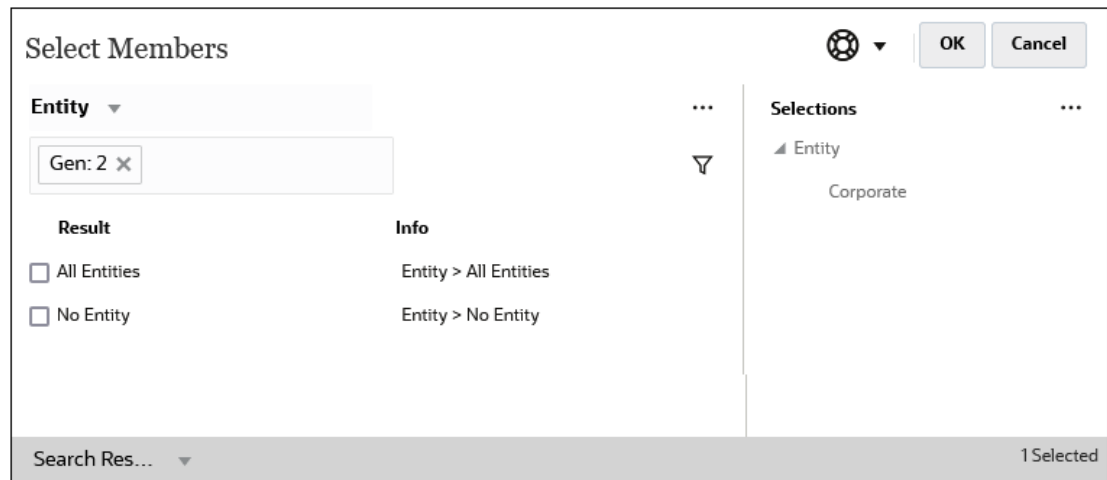 Select Members
OK
Cancel
Entity
Selections
Gen: 2
Entity
Corporate
Result
Info
All Entities
Entity > All Entities
No Entity
Entity > No Entity
Search Res...
1 Selected